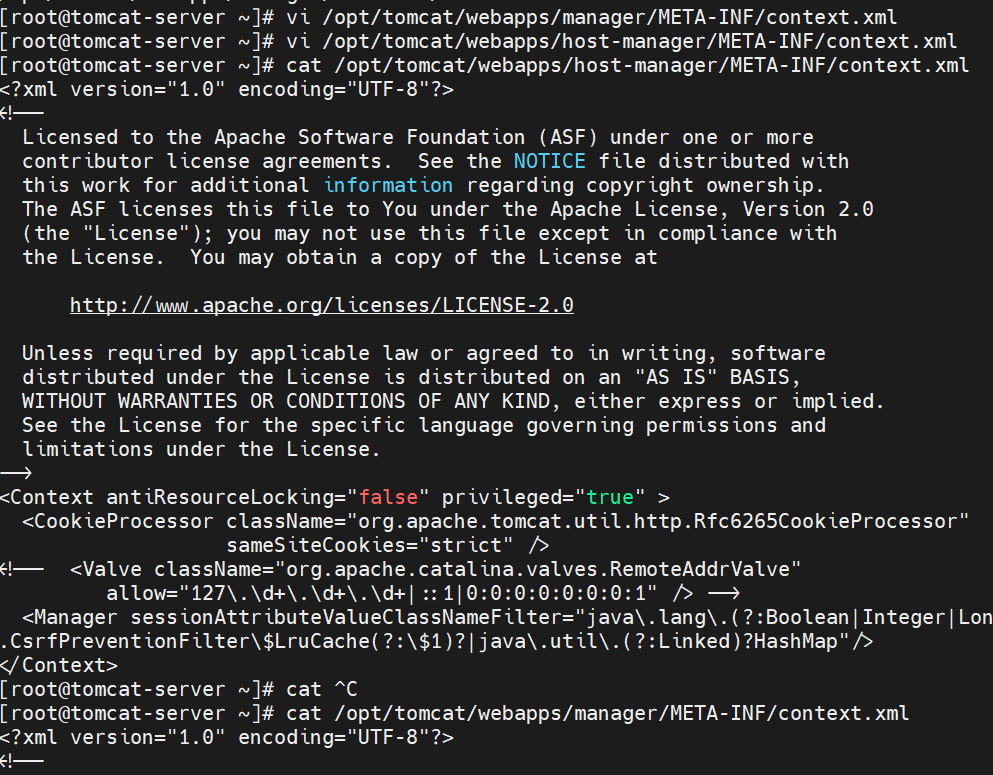 [root@tomcat-server ~]# vi /opt/tomcat/webapps/manager/META-INF/context.xml
[root@tomcat-server ~]# vi /opt/tomcat/webapps/host-manager/META-INF/context.xml
[root@tomcat-server ~]# cat /opt/tomcat/webapps/host-manager/META-INF/context.xml
<?xml version="1.0" encoding="UTF-8"?>
<!--
  Licensed to the Apache Software Foundation (ASF) under one or more
  contributor license agreements.  See the NOTICE file distributed with
  this work for additional information regarding copyright ownership.
  The ASF licenses this file to You under the Apache License, Version 2.0
  (the "License"); you may not use this file except in compliance with
  the License.  You may obtain a copy of the License at

      http://www.apache.org/licenses/LICENSE-2.0

  Unless required by applicable law or agreed to in writing, software
  distributed under the License is distributed on an "AS IS" BASIS,
  WITHOUT WARRANTIES OR CONDITIONS OF ANY KIND, either express or implied.
  See the License for the specific language governing permissions and
  limitations under the License.
-->
<Context antiResourceLocking="false" privileged="true" >
  <CookieProcessor className="org.apache.tomcat.util.http.Rfc6265CookieProcessor"
                   sameSiteCookies="strict" />
<!--  <Valve className="org.apache.catalina.valves.RemoteAddrValve"
         allow="127\.\d+\.\d+\.\d+|::1|0:0:0:0:0:0:0:1" /> -->
  <Manager sessionAttributeValueClassNameFilter="java\.lang\.(?:Boolean|Integer|Lon
.CsrfPreventionFilter\$LruCache(?:\$1)?|java\.util\.(?:Linked)?HashMap"/>
</Context>
[root@tomcat-server ~]# cat ^C
[root@tomcat-server ~]# cat /opt/tomcat/webapps/manager/META-INF/context.xml
<?xml version="1.0" encoding="UTF-8"?>
<!--